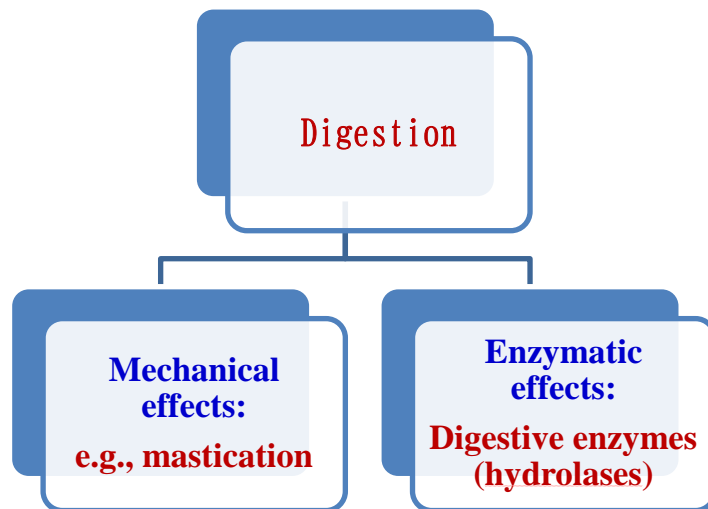 Digestion
Mechanical
effects:
e.g., mastication
Enzymatic
effects:
Digestive enzymes
(hydrolases)